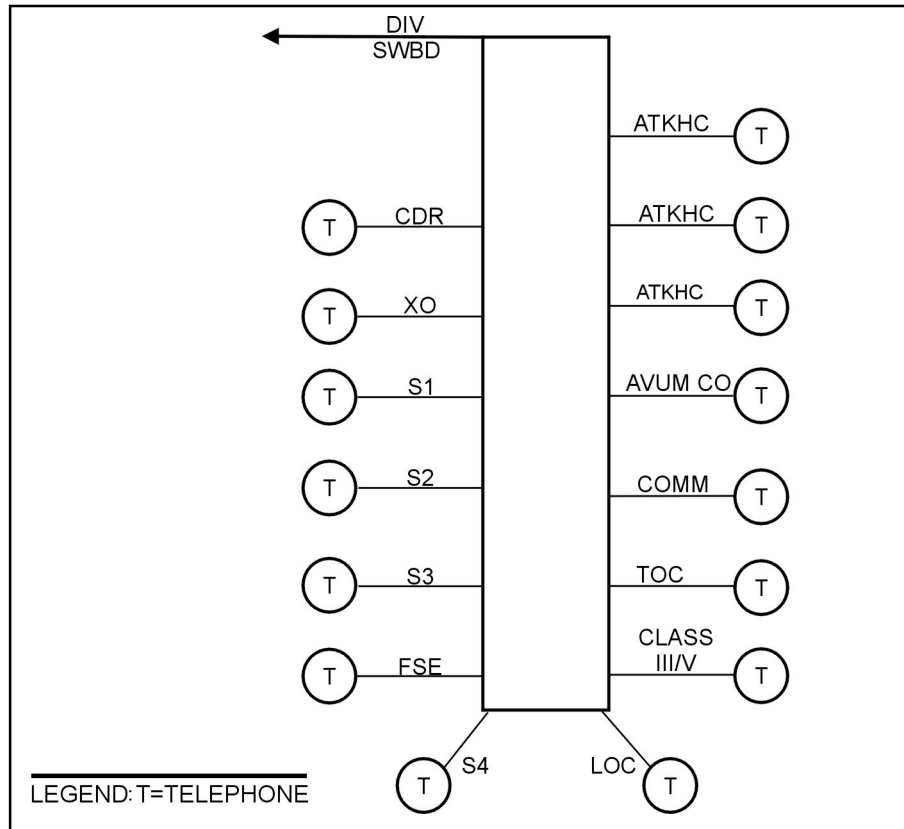 DIV
SWBD
ATKHC
T
T
CDR
ATKHC
T
T
XO
ATKHC
T
T
S1
AVUM CO
T
T
S2
COMM
T
T
S3
TOC
T
T
FSE
CLASS
III/V
T
T
S4
LOC
T
LEGEND: T=TELEPHONE